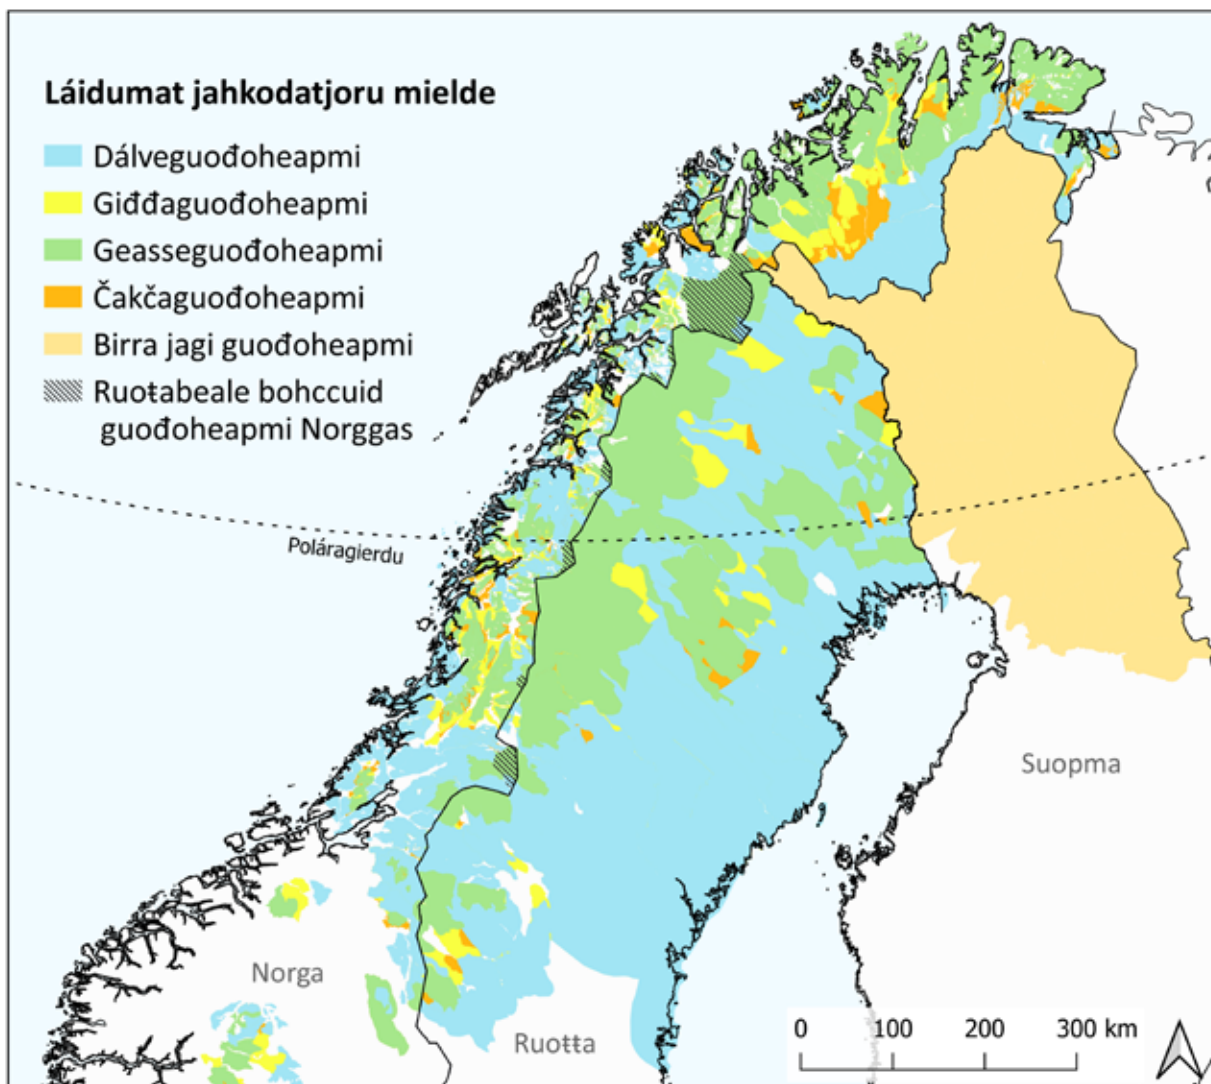 Láidumat jahkodatjoru mielde
Dálveguođoheapmi
Giđđaguođoheapmi
Geasseguođoheapmi
Čakčaguođoheapmi
Birra jagi guođoheapmi
Ruoŧabeale bohccuid
guođoheapmi Norggas
Poláragierdu
Suopma
Norga
Ruoŧŧa
0 100 200 300 km